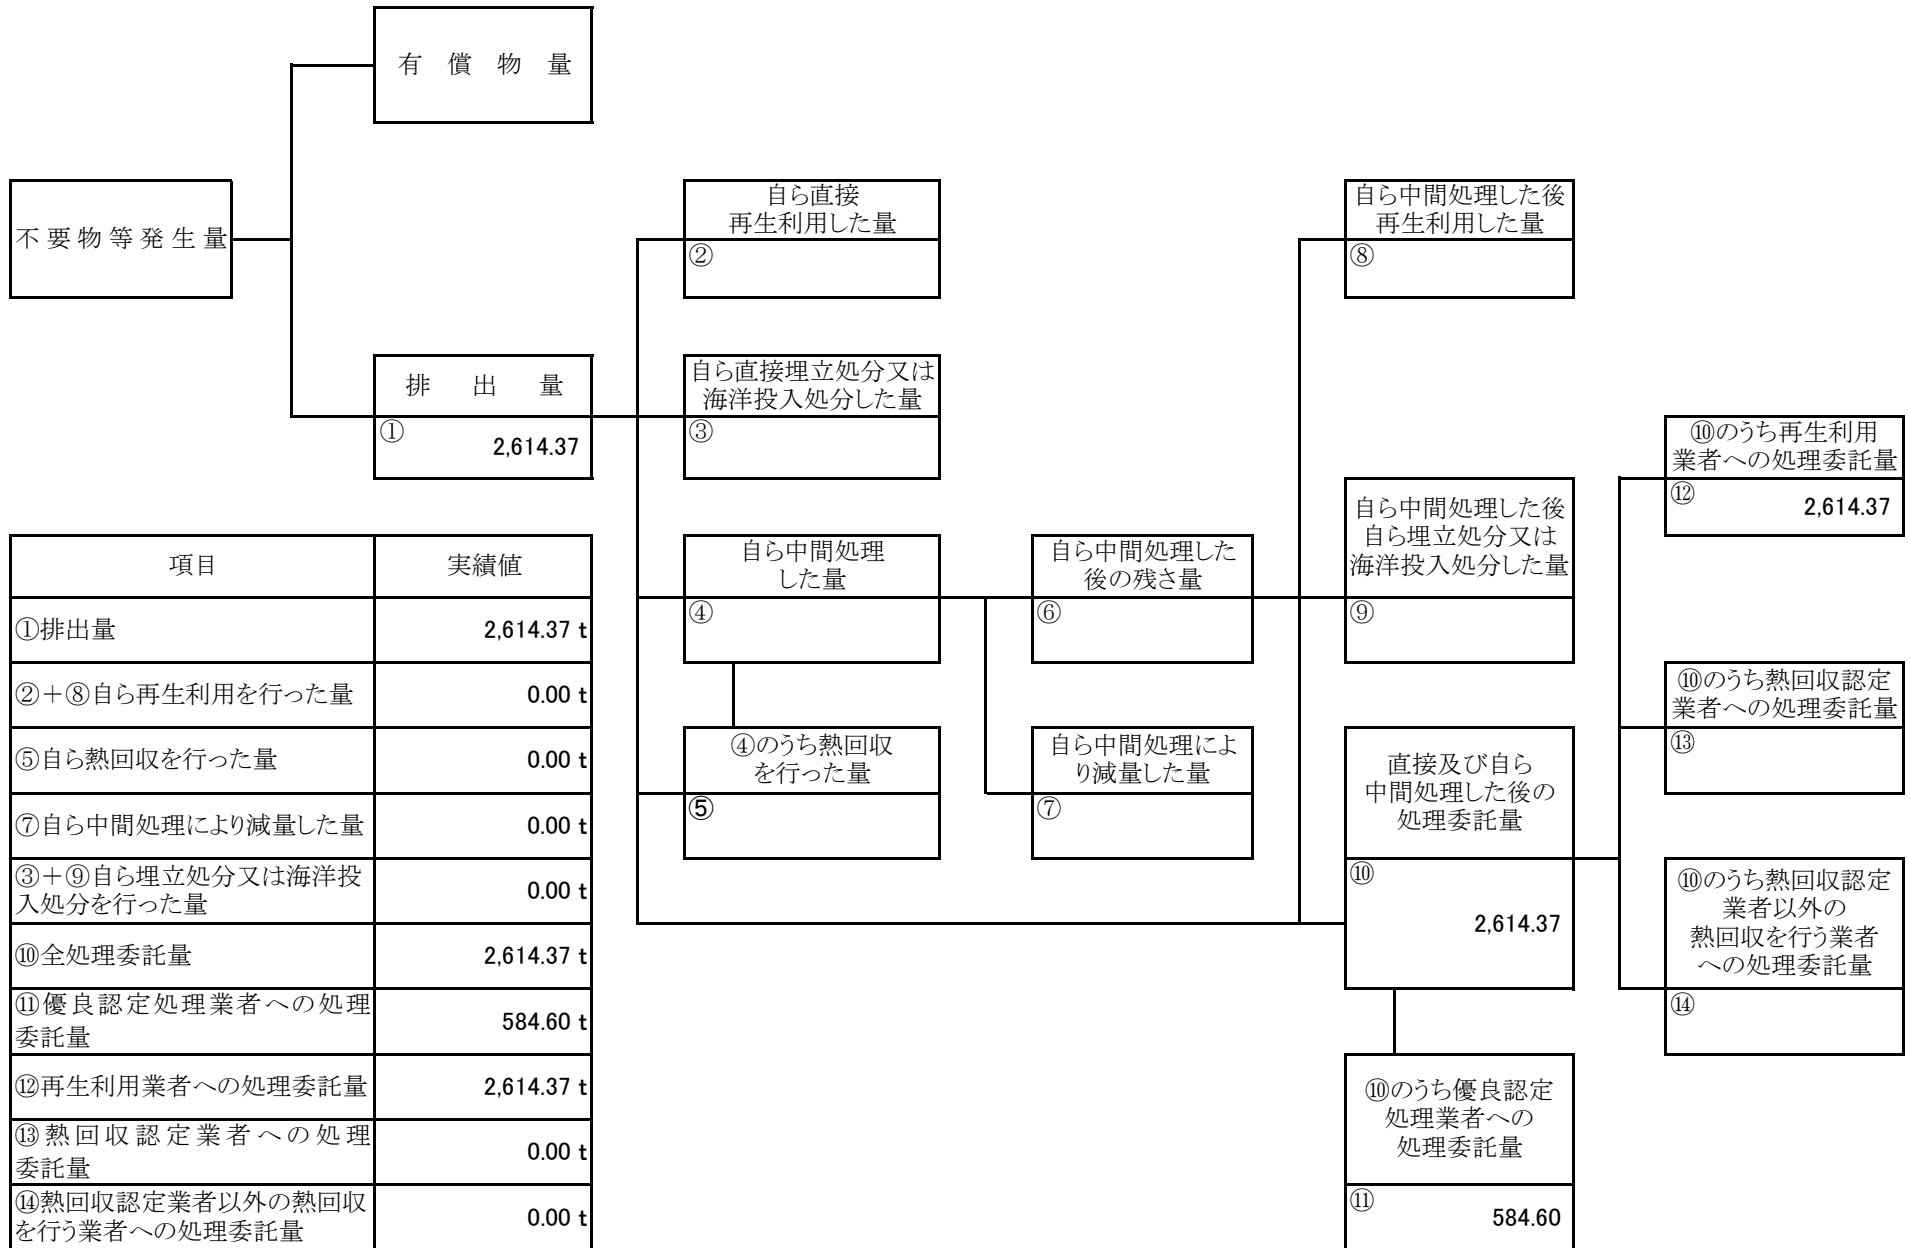 有償物量
不要物等発生量
自ら直接
再生利用した量
②
自ら中間処理した後
再生利用した量
⑧
排出量
①
2,614.37
自ら直接埋立処分又は
海洋投入処分した量
③
⑩のうち再生利用
業者への処理委託量
⑫
2,614.37
自ら中間処理
した量
④
自ら中間処理した
後の残さ量
⑥
自ら中間処理した後
自ら埋立処分又は
海洋投入処分した量
⑨
⑩のうち熱回収認定
業者への処理委託量
⑬
④のうち熱回収
を行った量
⑤
自ら中間処理によ
り減量した量
⑦
直接及び自ら
中間処理した後の
処理委託量
⑩
2,614.37
⑩のうち熱回収認定
業者以外の
熱回収を行う業者
への処理委託量
⑭
⑩のうち優良認定
処理業者への
処理委託量
⑪
584.60
項目 実績値
①排出量 2,614.37 t
②+⑧自ら再生利用を行った量 0.00 t
⑤自ら熱回収を行った量 0.00 t
⑦自ら中間処理により減量した量 0.00 t
③+⑨自ら埋立処分又は海洋投
入処分を行った量 0.00 t
⑩全処理委託量 2,614.37 t
⑪優良認定処理業者への処理
委託量 584.60 t
⑫再生利用業者への処理委託量 2,614.37 t
⑬熱回収認定業者への処理
委託量 0.00 t
⑭熱回収認定業者以外の熱回収
を行う業者への処理委託量 0.00 t